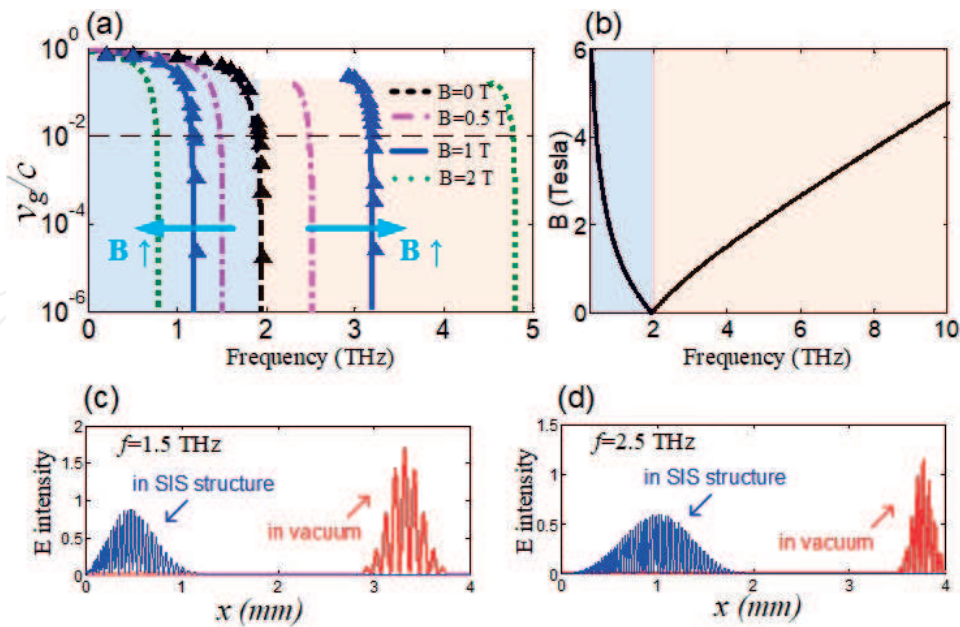 (a)
v_g/c
10^0
10^-2
10^-4
10^-6
B=0 T
B=0.5 T
B=1 T
B=2 T
B ↑
B ↑
0 1 2 3 4 5
Frequency (THz)
(b)
B (Tesla)
6
4
2
0
2 4 6 8 10
Frequency (THz)
(c)
E intensity
2
1.5
1
0.5
0
f=1.5 THz
in SIS structure
in vacuum
0 1 2 3 4
x (mm)
(d)
E intensity
1.5
1
0.5
0
f=2.5 THz
in SIS structure
in vacuum
0 1 2 3 4
x (mm)